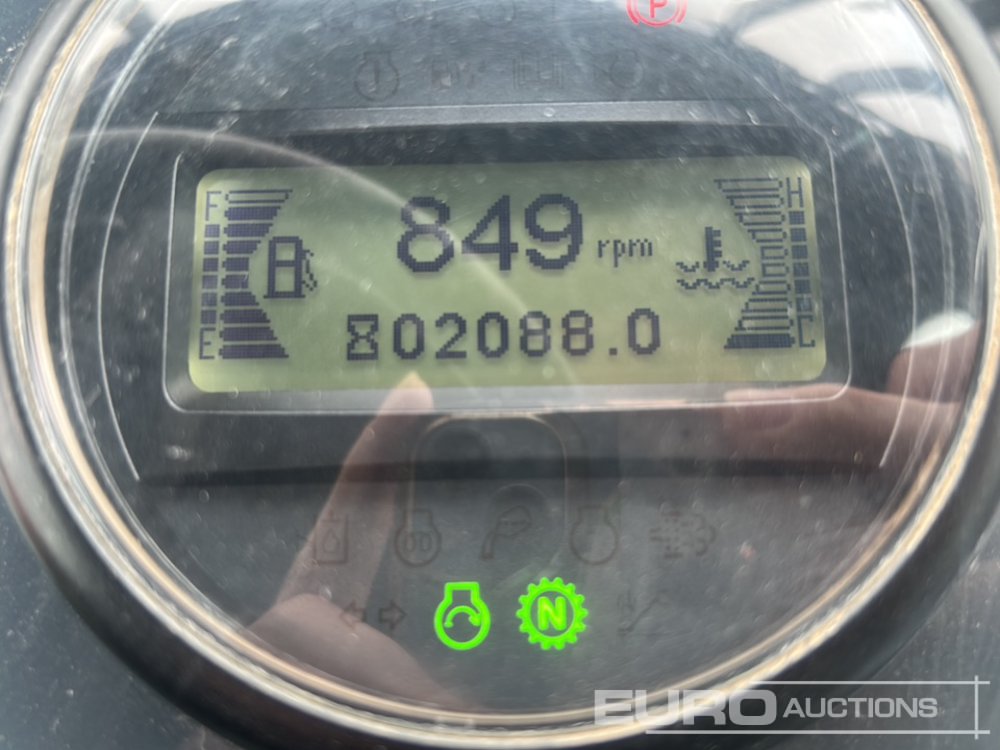 P
F H
849 rpm
02088.0
E C
N
EURO AUCTIONS